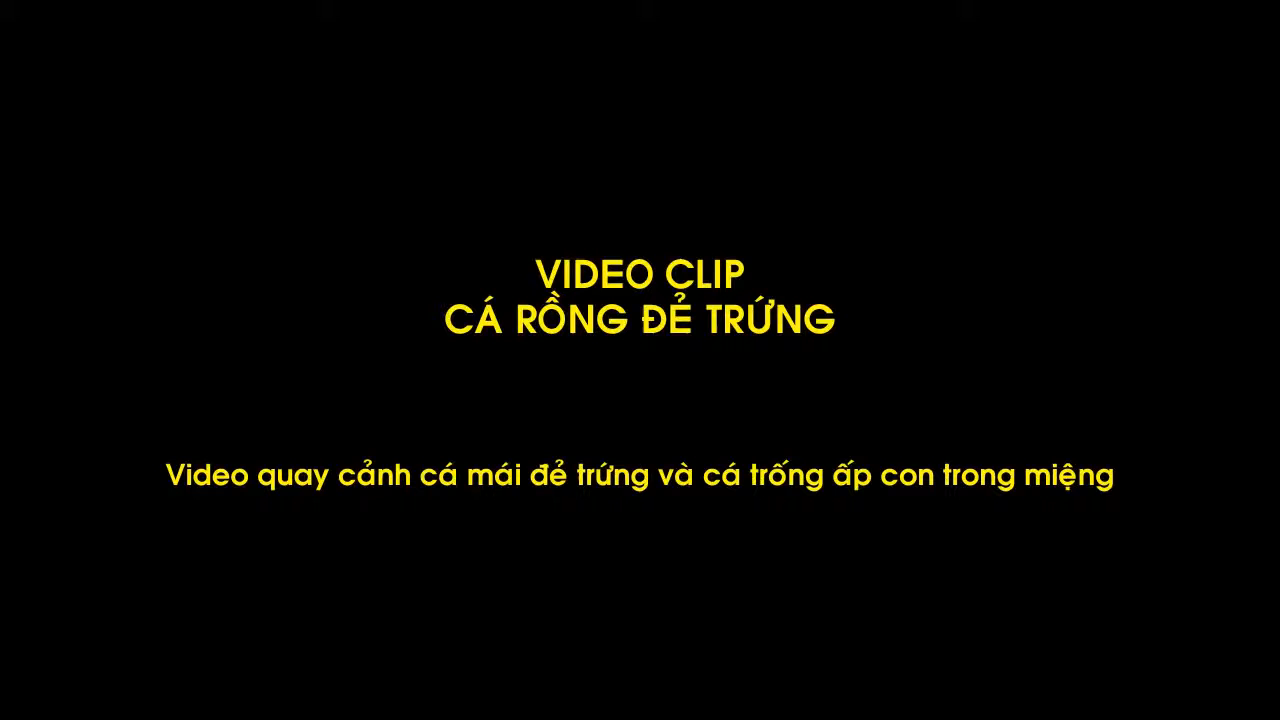 VIDEO CLIP
CÁ RỒNG ĐẺ TRỨNG
Video quay cảnh cá mái đẻ trứng và cá trống ấp con trong miệng